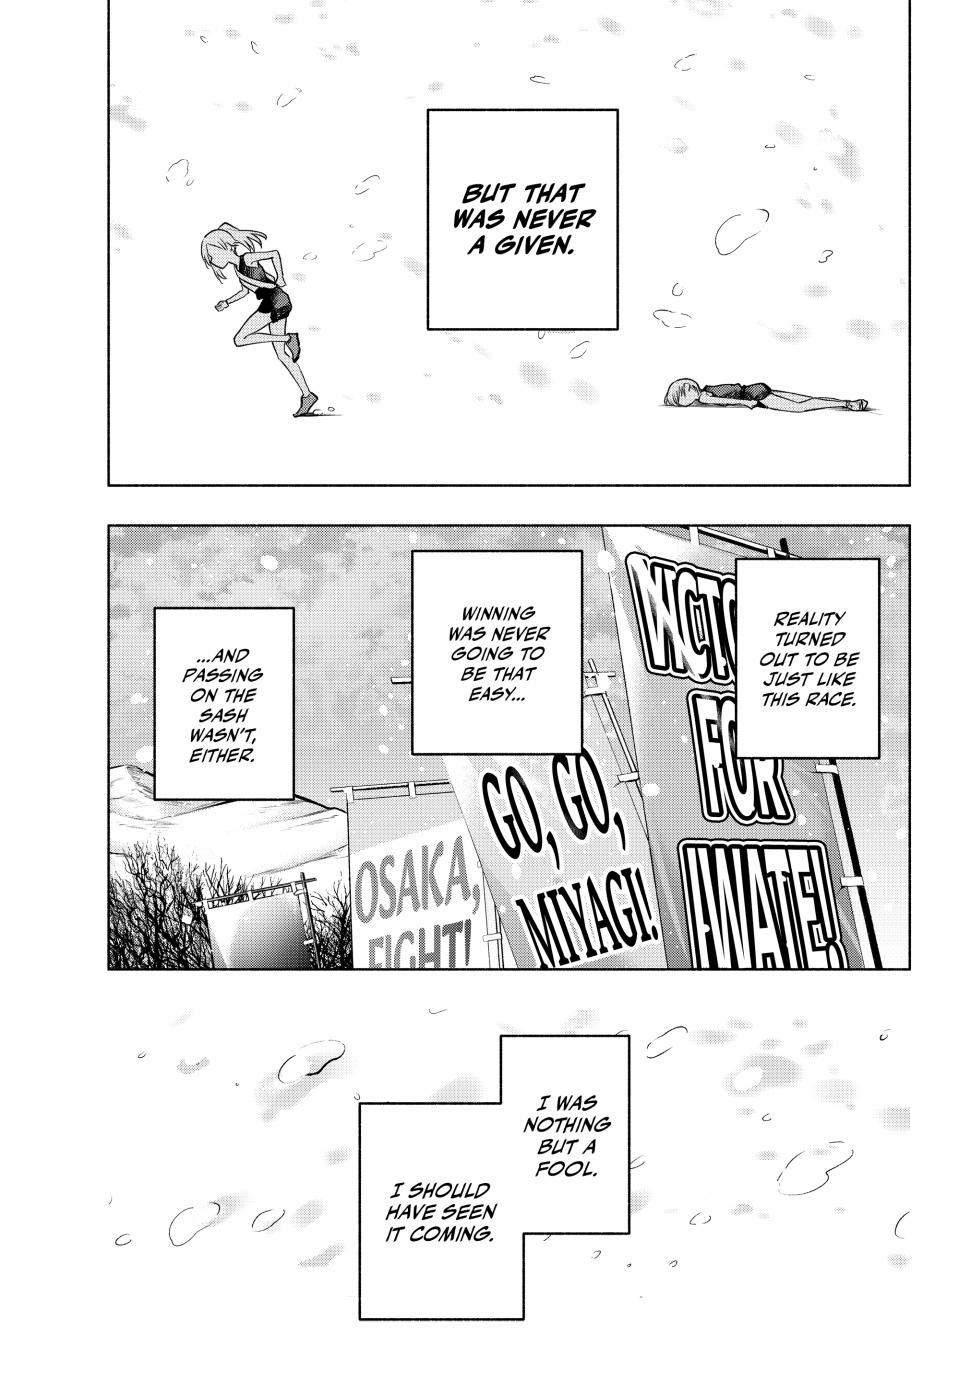 BUT THAT
WAS NEVER
A GIVEN.
REALITY
TURNED
OUT TO BE
JUST LIKE
THIS RACE.
WINNING
WAS NEVER
GOING TO
BE THAT
EASY...
...AND
PASSING
ON THE
SASH
WASN'T,
EITHER.
FOR
IWATE!
GO, GO,
MIYAGI!
OSAKA,
FIGHT!
I WAS
NOTHING
BUT A
FOOL.
I SHOULD
HAVE SEEN
IT COMING.